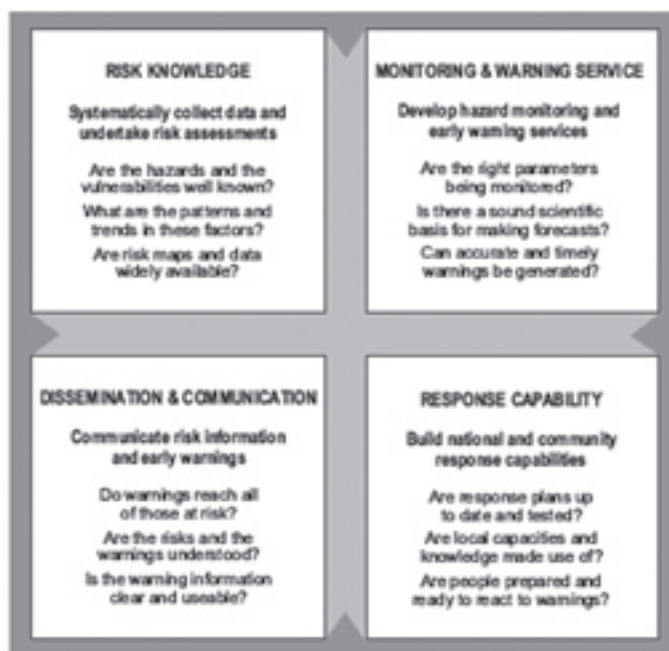 RISK KNOWLEDGE
Systematically collect data and
undertake risk assessments
Are the hazards and the
vulnerabilities well known?
What are the patterns and
trends in these factors?
Are risk maps and data
widely available?
MONITORING & WARNING SERVICE
Develop hazard monitoring and
early warning services
Are the right parameters
being monitored?
Is there a sound scientific
basis for making forecasts?
Can accurate and timely
warnings be generated?
DISSEMINATION & COMMUNICATION
Communicate risk information
and early warnings
Do warnings reach all
of those at risk?
Are the risks and the
warnings understood?
Is the warning information
clear and useable?
RESPONSE CAPABILITY
Build national and community
response capabilities
Are response plans up
to date and tested?
Are local capacities and
knowledge made use of?
Are people prepared and
ready to react to warnings?